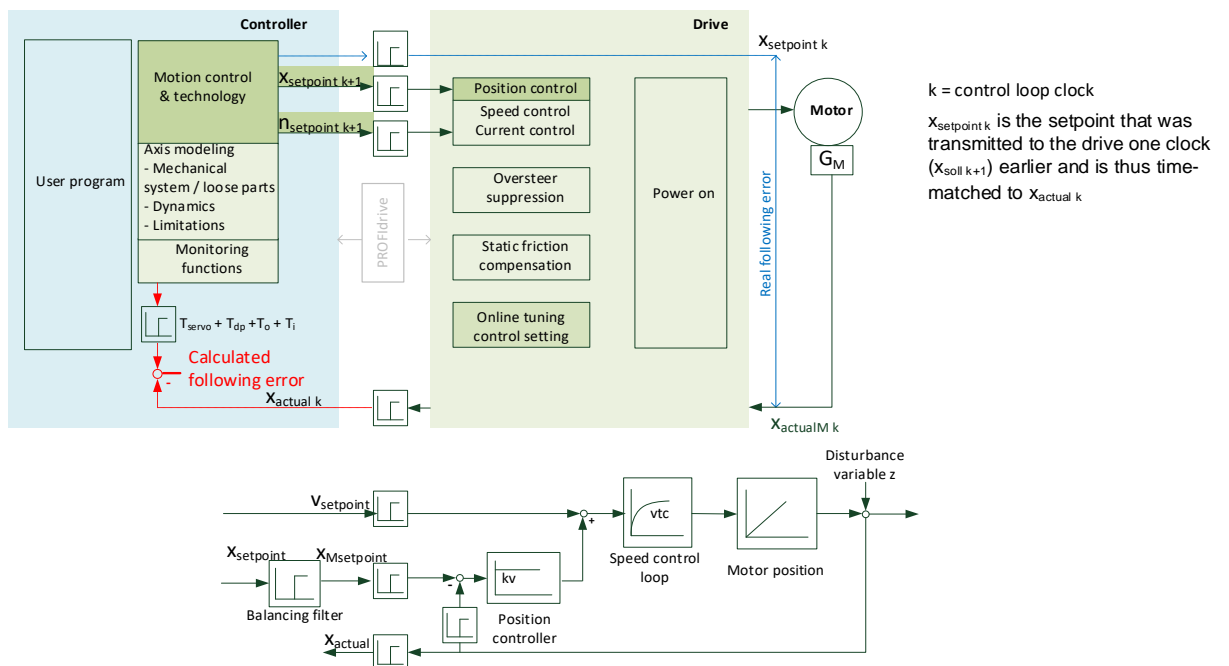 Controller
User program
Motion control
& technology
Axis modeling
- Mechanical
system / loose parts
- Dynamics
- Limitations
Monitoring
functions
Tservo + Tdp +To + Ti
Calculated
following error
-
xactual k
xsetpoint k+1
nsetpoint k+1
PROFIdrive
Drive
Position control
Speed control
Current control
Oversteer
suppression
Static friction
compensation
Online tuning
control setting
Power on
xsetpoint k
Real following error
Motor
GM
xactualM k
k = control loop clock
xsetpoint k is the setpoint that was
transmitted to the drive one clock
(xsoll k+1) earlier and is thus time-
matched to xactual k
Disturbance
variable z
vsetpoint
+
vtc
Speed control
loop
Motor position
xsetpoint
xMsetpoint
-
kv
Balancing filter
Position
controller
xactual